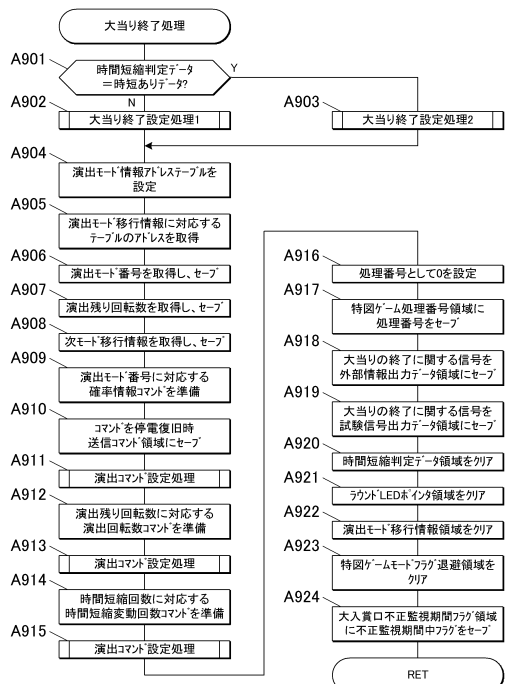 大当り終了処理
A901
時間短縮判定データ
＝時短ありデータ?
Y
N
A902
大当り終了設定処理1
A903
大当り終了設定処理2
A904
演出モード情報アドレステーブルを
設定
A905
演出モード移行情報に対応する
テーブルのアドレスを取得
A906
演出モード番号を取得し、セーブ
A907
演出残り回転数を取得し、セーブ
A908
次モード移行情報を取得し、セーブ
A909
演出モード番号に対応する
確率情報コマンドを準備
A910
コマンドを停電復旧時
送信コマンド領域にセーブ
A911
演出コマンド設定処理
A912
演出残り回転数に対応する
演出回転数コマンドを準備
A913
演出コマンド設定処理
A914
時間短縮回数に対応する
時間短縮変動回数コマンドを準備
A915
演出コマンド設定処理
A916
処理番号として0を設定
A917
特図ゲーム処理番号領域に
処理番号をセーブ
A918
大当りの終了に関する信号を
外部情報出力データ領域にセーブ
A919
大当りの終了に関する信号を
試験信号出力データ領域にセーブ
A920
時間短縮判定データ領域をクリア
A921
ラウンドLEDポインタ領域をクリア
A922
演出モード移行情報領域をクリア
A923
特図ゲームモードフラグ退避領域を
クリア
A924
大入賞口不正監視期間フラグ領域
に不正監視期間中フラグをセーブ
RET